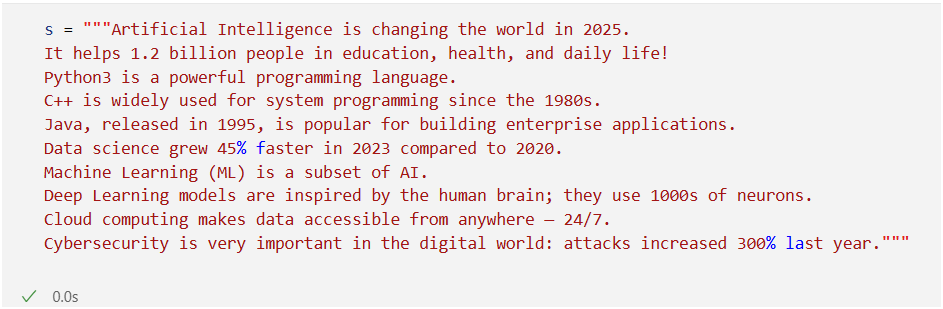 s = """Artificial Intelligence is changing the world in 2025.
It helps 1.2 billion people in education, health, and daily life!
Python3 is a powerful programming language.
C++ is widely used for system programming since the 1980s.
Java, released in 1995, is popular for building enterprise applications.
Data science grew 45% faster in 2023 compared to 2020.
Machine Learning (ML) is a subset of AI.
Deep Learning models are inspired by the human brain; they use 1000s of neurons.
Cloud computing makes data accessible from anywhere — 24/7.
Cybersecurity is very important in the digital world: attacks increased 300% last year."""
✓ 0.0s